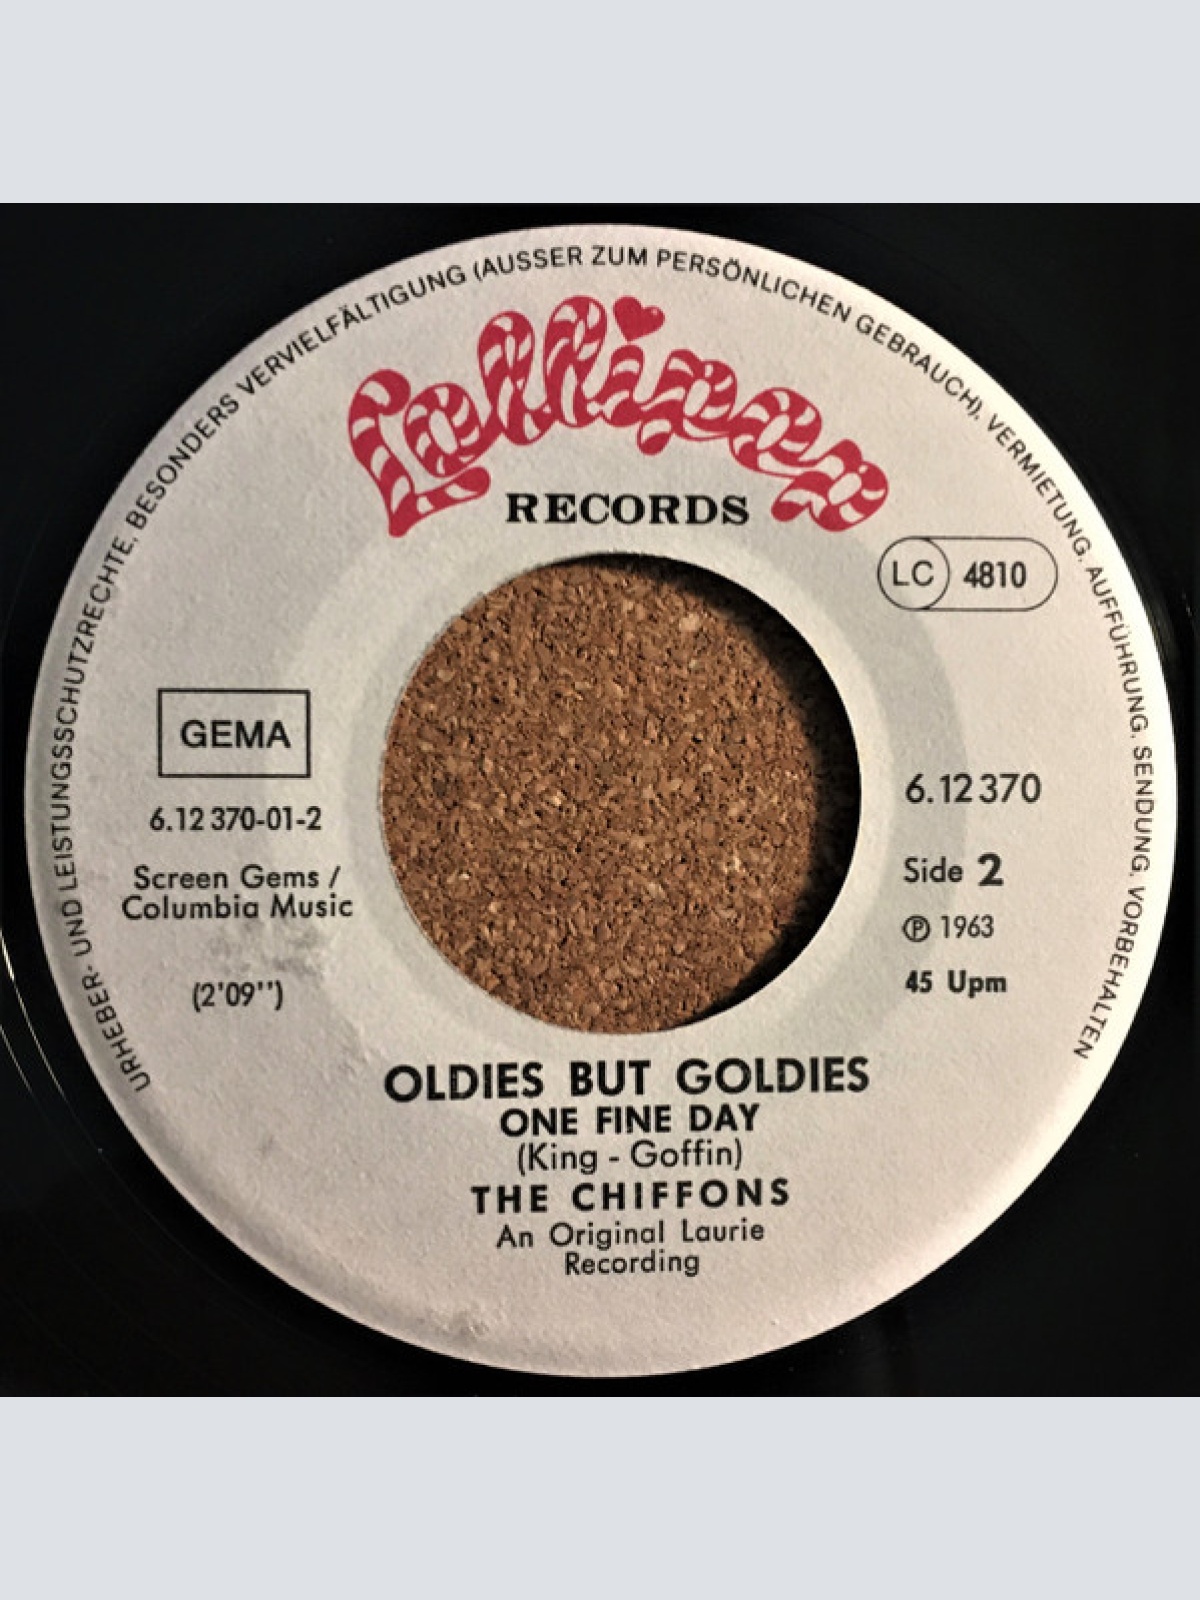 URHEBER- UND LEISTUNGSSCHUTZRECHTE, BESONDERS VERVIELFÄLTIGUNG (AUSSER ZUM PERSÖNLICHEN GEBRAUCH), VERMIETUNG, AUFFÜHRUNG, SENDUNG, VORBEHALTEN
Lollipop
RECORDS
LC 4810
GEMA
6.12 370-01-2
Screen Gems /
Columbia Music
(2'09'')
6.12 370
Side 2
Ⓟ 1963
45 Upm
OLDIES BUT GOLDIES
ONE FINE DAY
(King - Goffin)
THE CHIFFONS
An Original Laurie
Recording